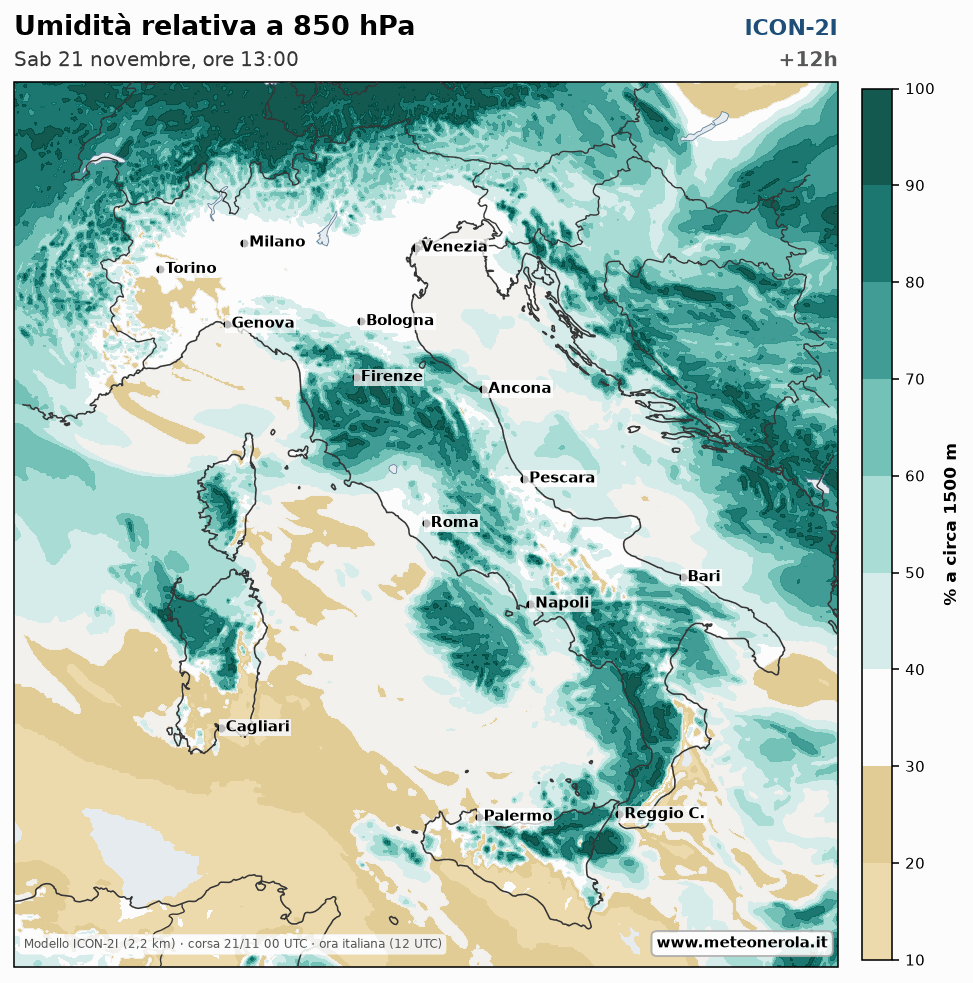 Umidità relativa a 850 hPa
ICON-2I
Sab 21 novembre, ore 13:00
+12h
Milano
Venezia
Torino
Genova
Bologna
Firenze
Ancona
Pescara
Roma
Bari
Napoli
Cagliari
Palermo
Reggio C.
100
90
80
70
60
50
40
30
20
10
% a circa 1500 m
Modello ICON-2I (2,2 km) · corsa 21/11 00 UTC · ora italiana (12 UTC)
www.meteonerola.it